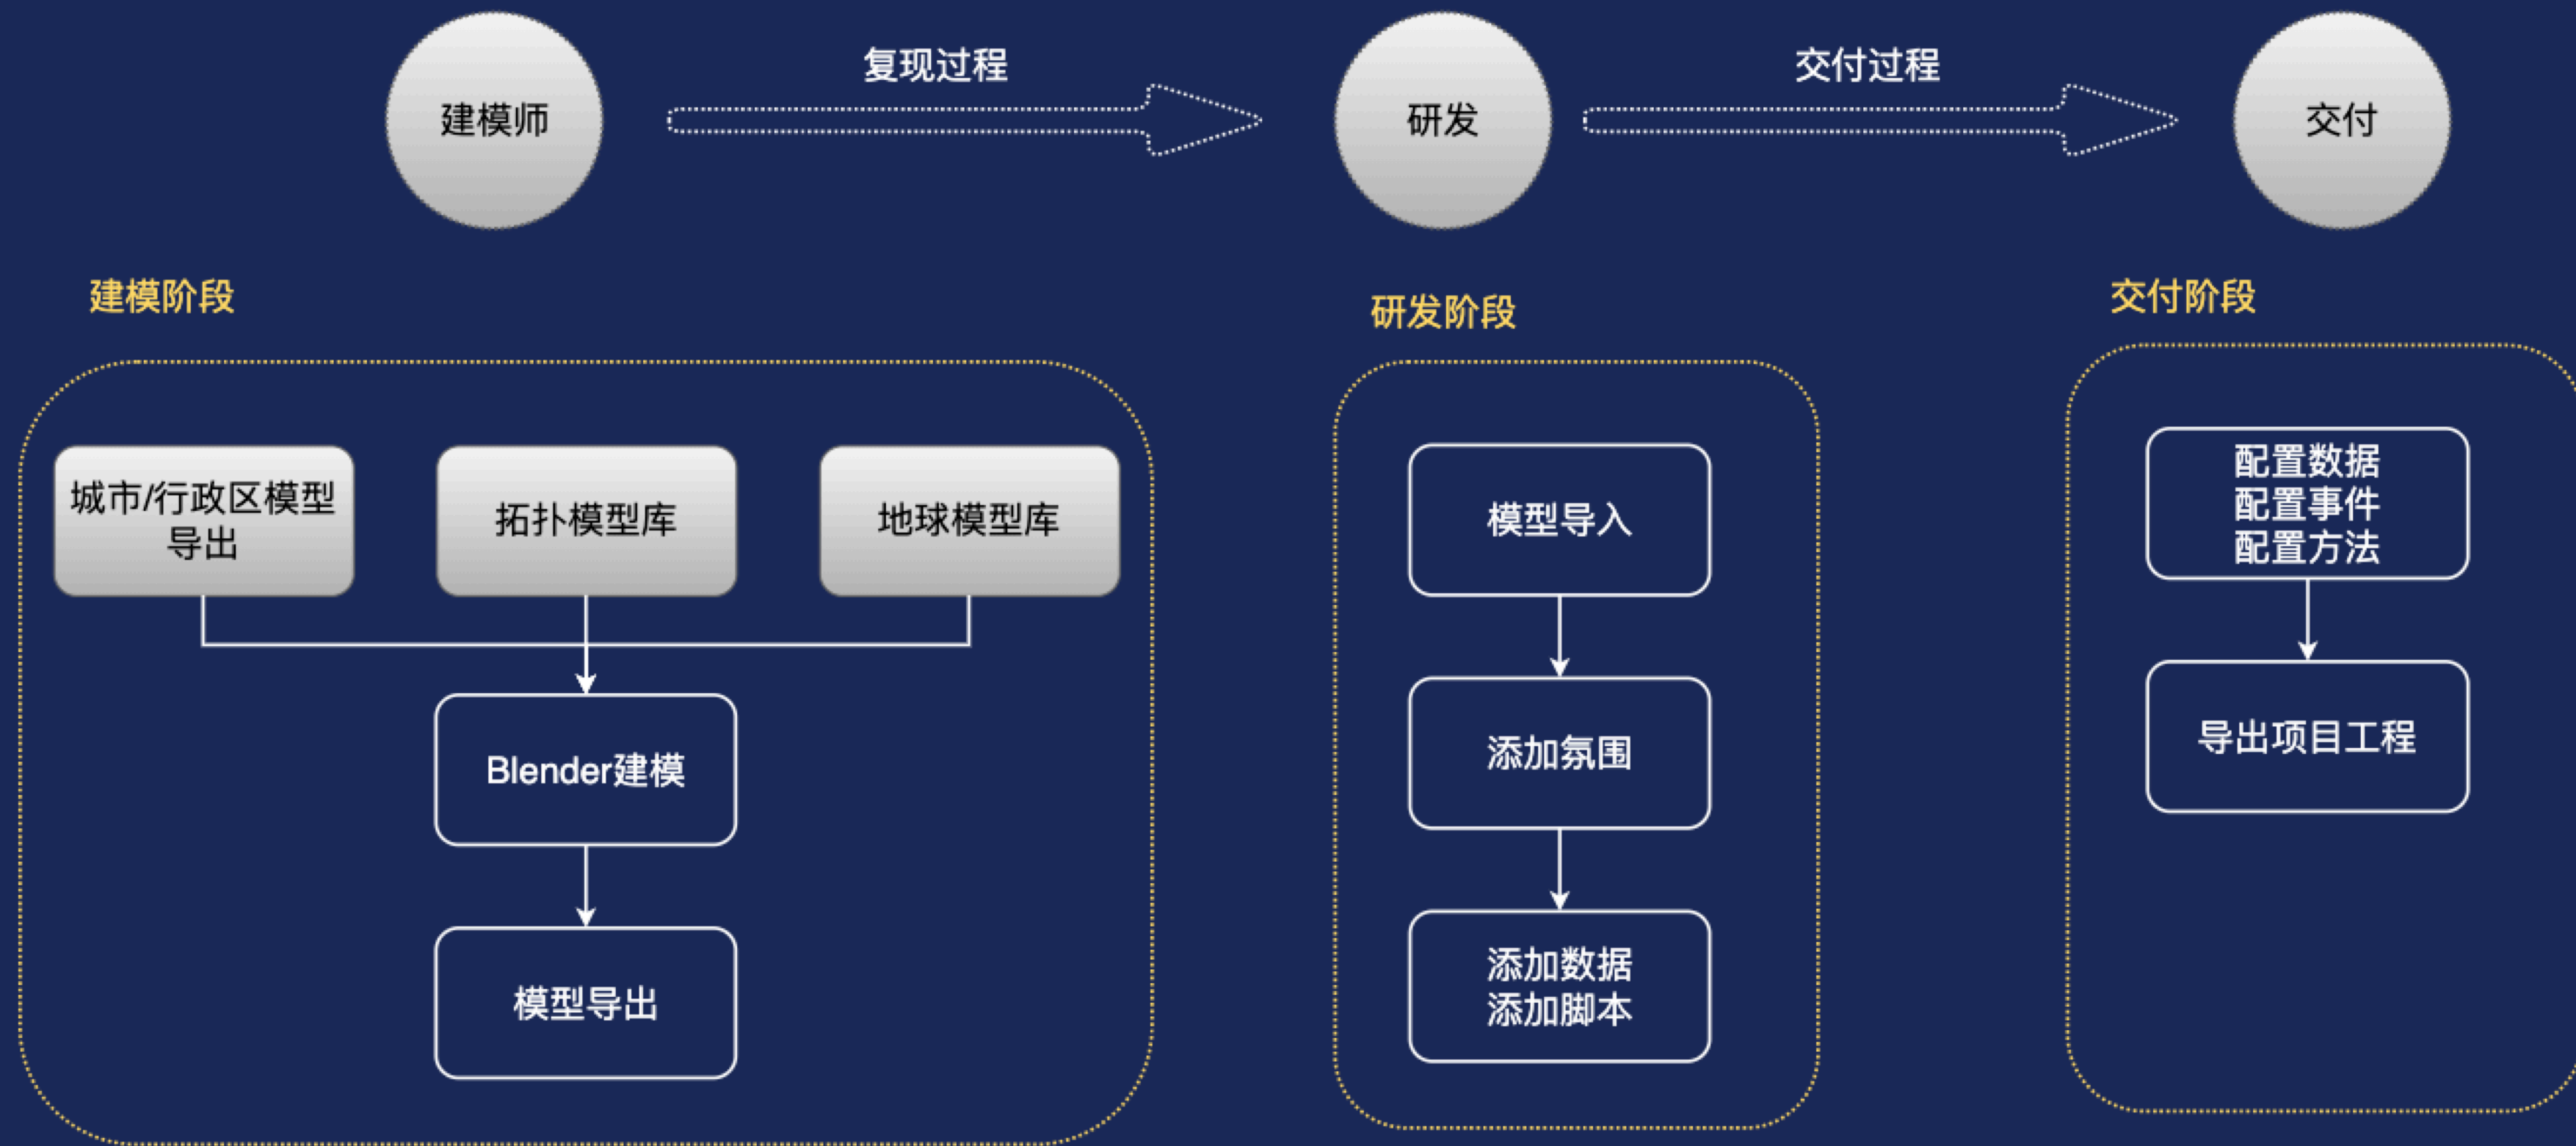 建模师
复现过程
研发
交付过程
交付
建模阶段
城市/行政区模型
导出
拓扑模型库
地球模型库
Blender建模
模型导出
研发阶段
模型导入
添加氛围
添加数据
添加脚本
交付阶段
配置数据
配置事件
配置方法
导出项目工程